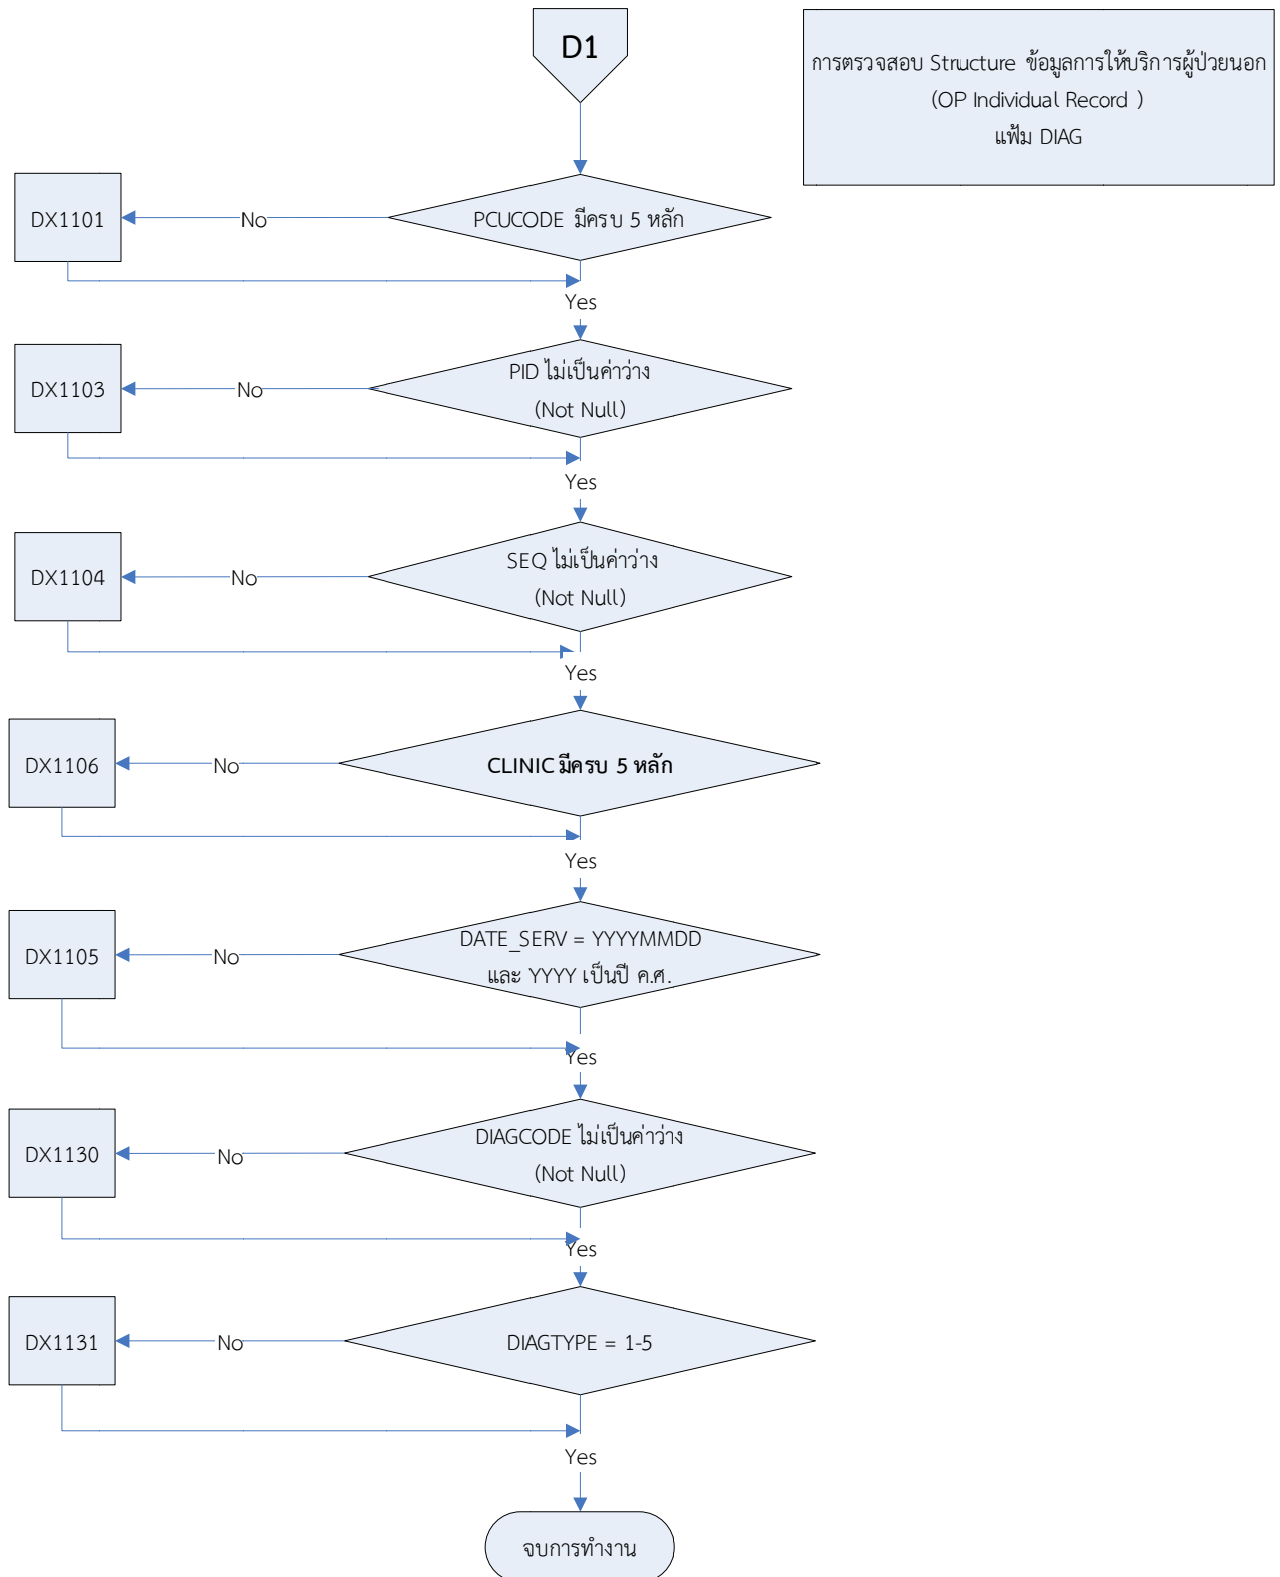 D1
การตรวจสอบ Structure ข้อมูลการให้บริการผู้ป่วยนอก
(OP Individual Record )
แฟ้ม DIAG
DX1101
No
PCUCODE มีครบ 5 หลัก
Yes
DX1103
No
PID ไม่เป็นค่าว่าง
(Not Null)
Yes
DX1104
No
SEQ ไม่เป็นค่าว่าง
(Not Null)
Yes
DX1106
No
CLINIC มีครบ 5 หลัก
Yes
DX1105
No
DATE_SERV = YYYYMMDD
และ YYYY เป็นปี ค.ศ.
Yes
DX1130
No
DIAGCODE ไม่เป็นค่าว่าง
(Not Null)
Yes
DX1131
No
DIAGTYPE = 1-5
Yes
จบการทำงาน